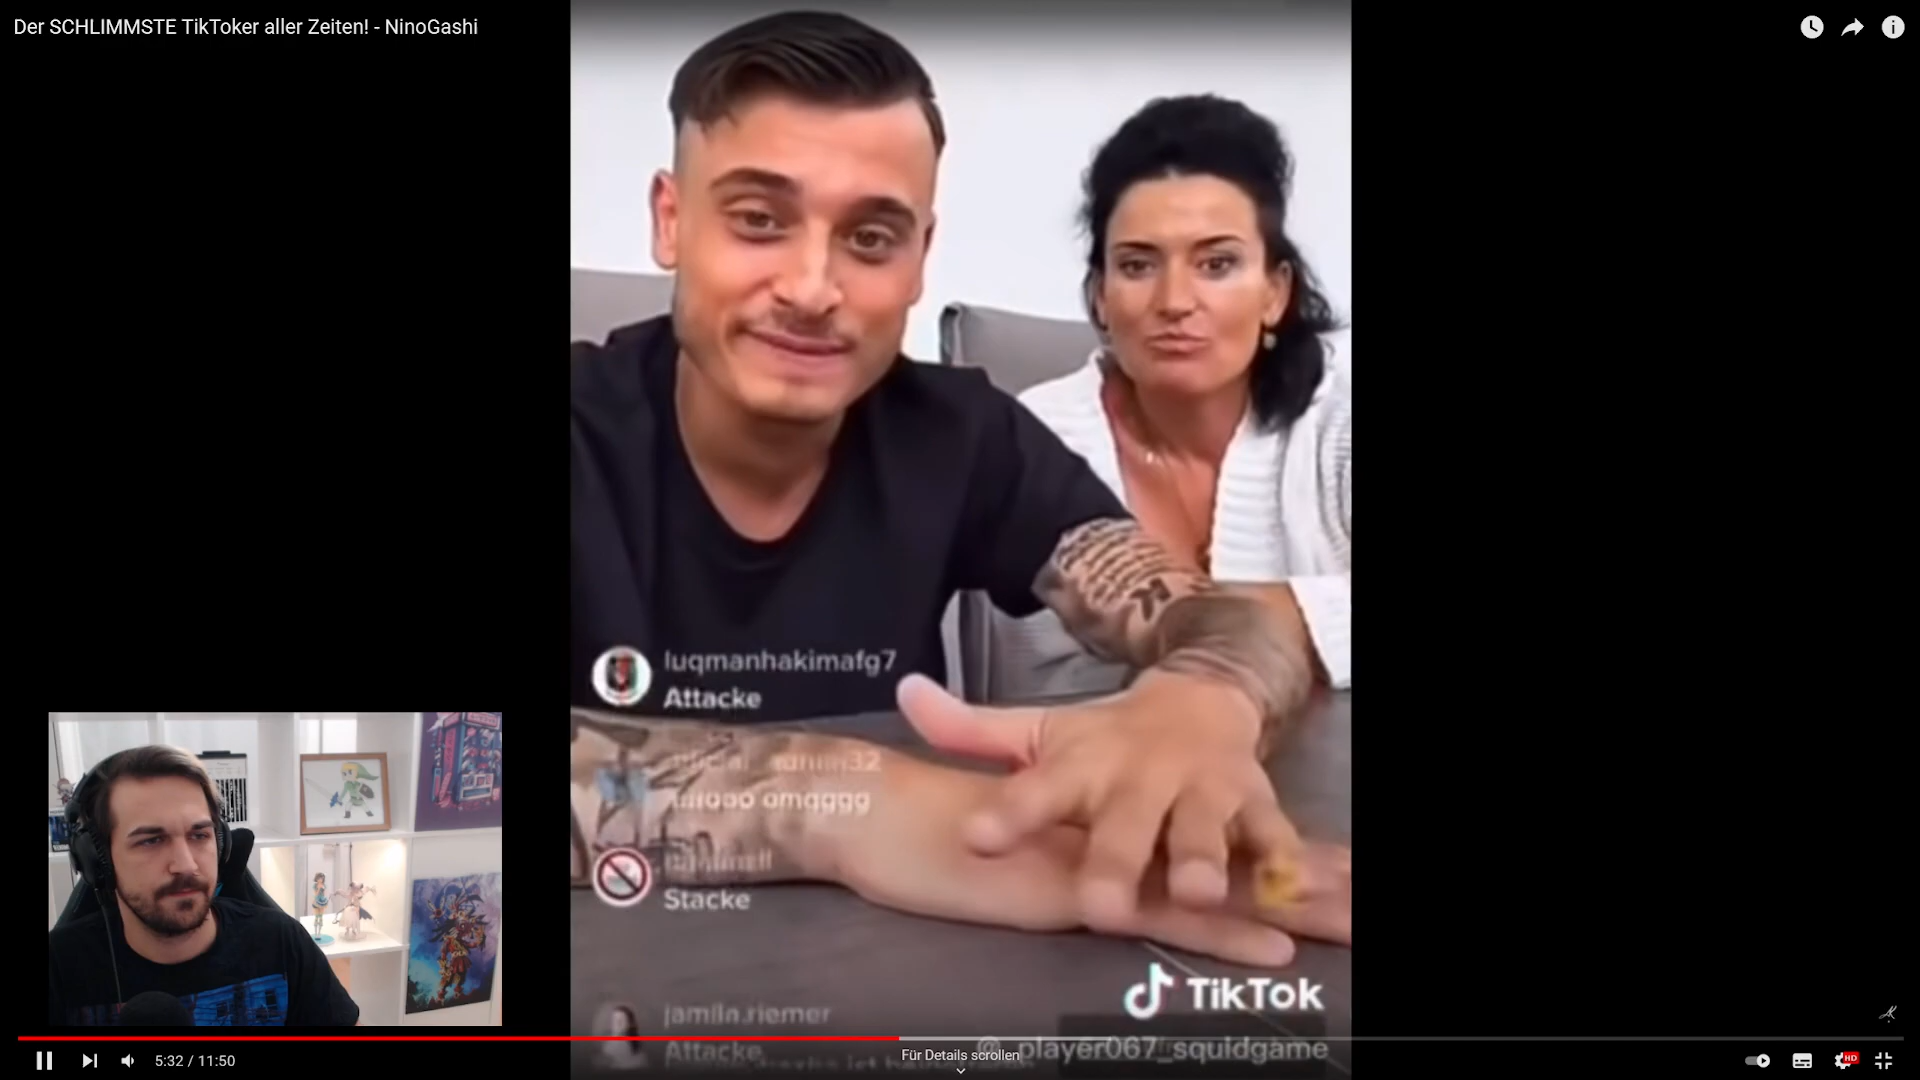 Der SCHLIMMSTE TikToker aller Zeiten! - NinoGashi
luqmanhakimafg7
Attacke
omgggg
Stacke
TikTok
jamila.riemer
Attacke
@_player067_squidgame
Für Details scrollen
5:32 / 11:50
HD